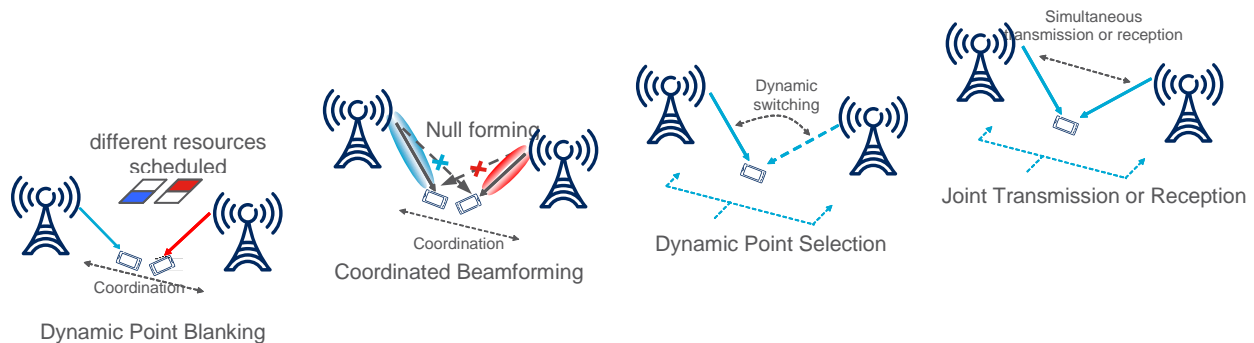 different resources
scheduled
Coordination
Dynamic Point Blanking
Null forming
Coordination
Coordinated Beamforming
Dynamic
switching
Dynamic Point Selection
Simultaneous
transmission or reception
Joint Transmission or Reception